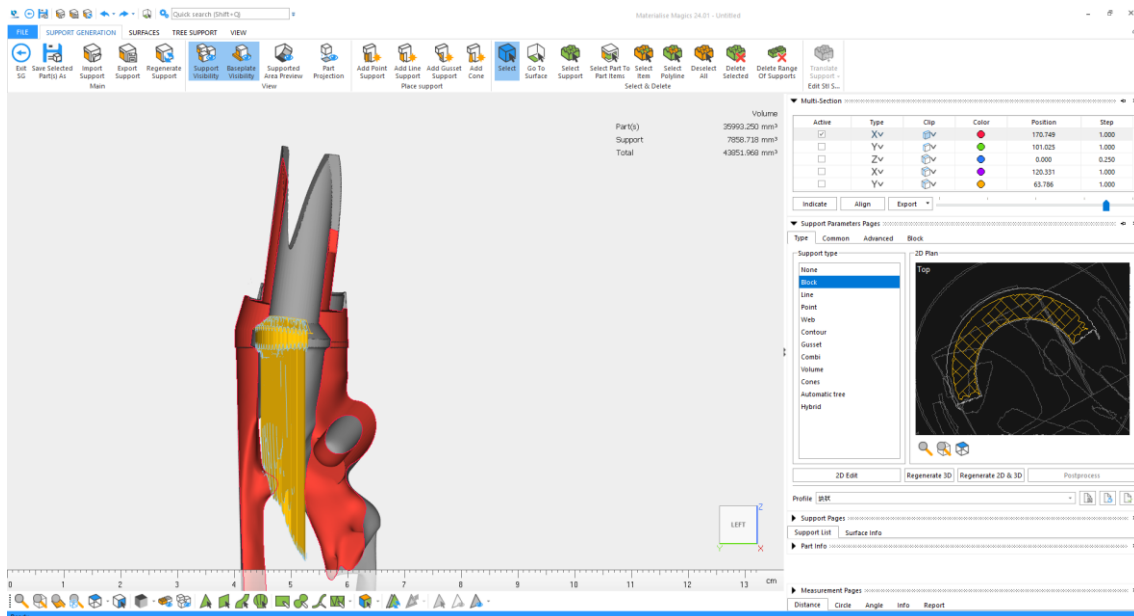 Quick search (Shift+Q)
Materialise Magics 24.01 - Untitled
FILE SUPPORT GENERATION SURFACES TREE SUPPORT VIEW
Exit SG Save Selected Part(s) As Import Support Export Support Regenerate Support Support Visibility Baseplate Visibility Supported Area Preview Part Projection Add Point Support Add Line Support Add Gusset Support Add Cone Select Go To Surface Select Support Select Part To Part Items Select Item Select Polyline Deselect All Delete Selected Delete Range Of Supports Translate Support
Main View Place support Select & Delete Edit Stl S...
Volume
Part(s) 35993.250 mm³
Support 7858.718 mm³
Total 43851.968 mm³
Multi-Section
Active Type Clip Color Position Step
X 170.749 1.000
Y 101.025 1.000
Z 0.000 0.250
X 120.331 1.000
Y 63.786 1.000
Indicate Align Export
Support Parameters Pages
Type Common Advanced Block
Support type
None
Block
Line
Point
Web
Contour
Gusset
Combi
Volume
Cones
Automatic tree
Hybrid
2D Plan
Top
2D Edit Regenerate 3D Regenerate 2D & 3D Postprocess
Profile
Support Pages
Support List Surface Info
Part Info
LEFT
Z
Y X
0 1 2 3 4 5 6 7 8 9 10 11 12 13 cm
Measurement Pages
Distance Circle Angle Info Report